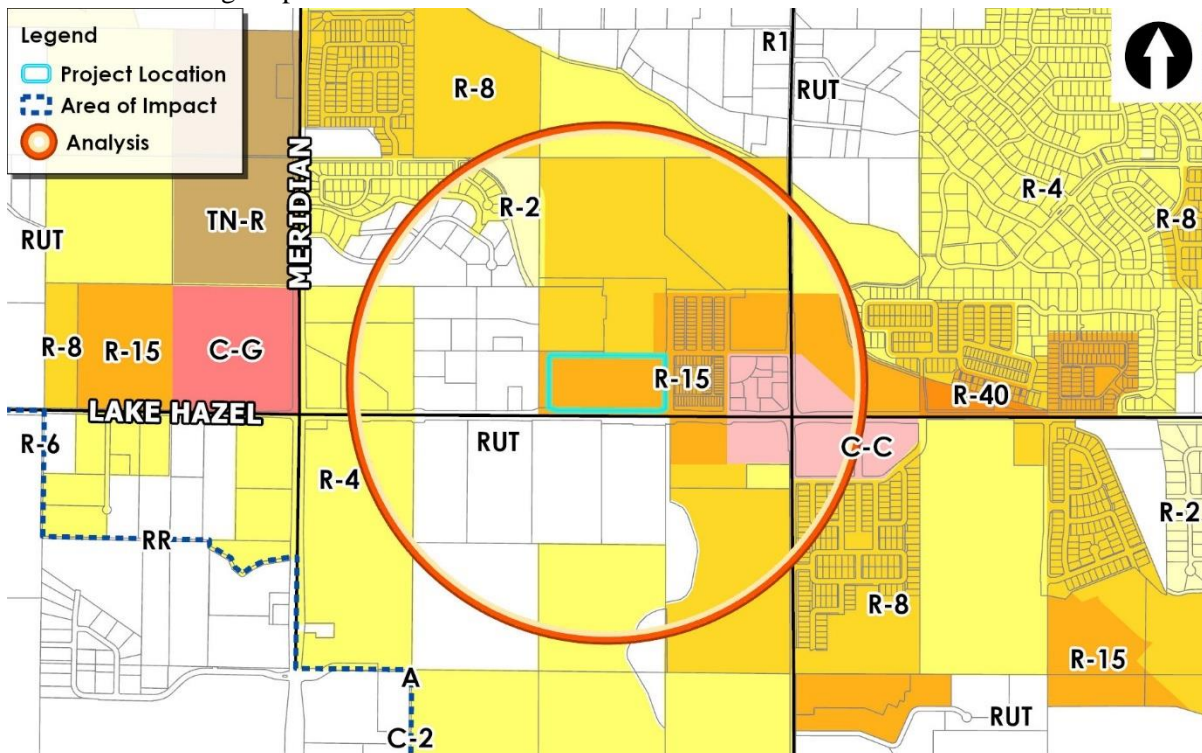 Legend
Project Location
Area of Impact
Analysis
R1
RUT
R-8
MERIDIAN
R-4
R-8
TN-R
R-2
RUT
R-8
R-15
C-G
R-15
R-40
LAKE HAZEL
R-6
RUT
C-C
R-4
R-2
RR
R-8
R-15
A
RUT
C-2